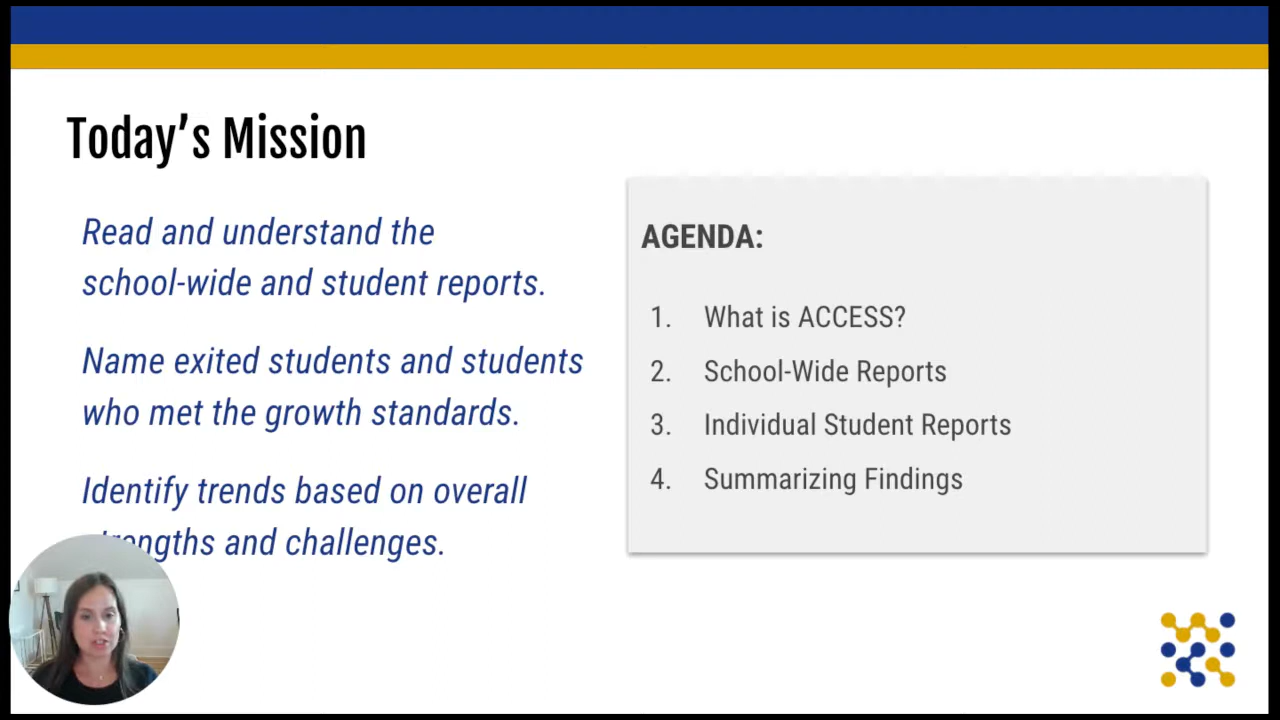 Today's Mission
Read and understand the
school-wide and student reports.
Name exited students and students
who met the growth standards.
Identify trends based on overall
strengths and challenges.
AGENDA:
1. What is ACCESS?
2. School-Wide Reports
3. Individual Student Reports
4. Summarizing Findings